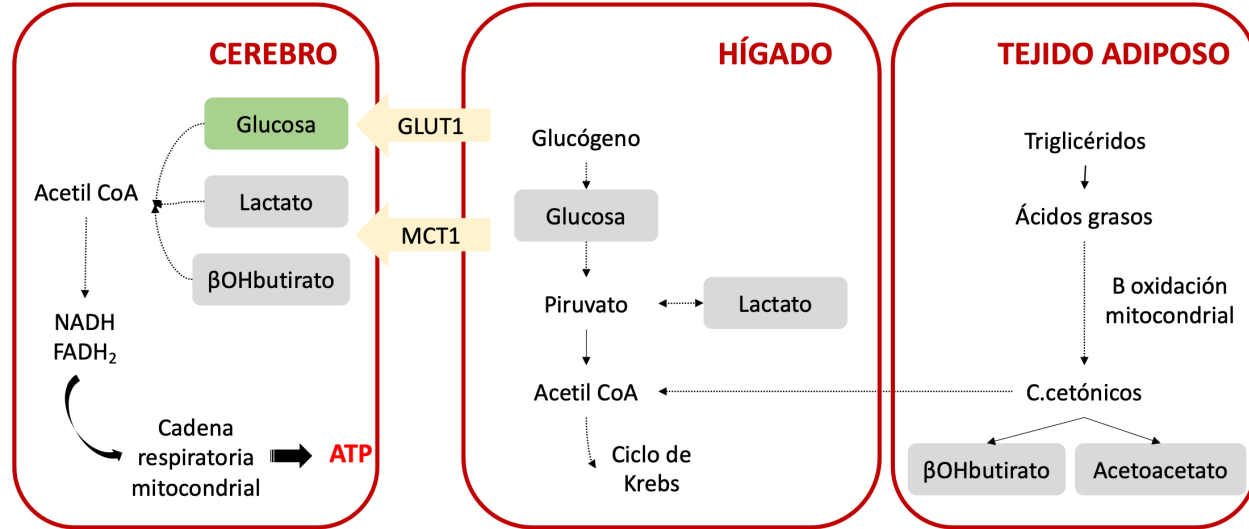 CEREBRO
Glucosa
Acetil CoA
Lactato
βOHbutirato
NADH
FADH₂
Cadena
respiratoria
mitocondrial
ATP
GLUT1
MCT1
HÍGADO
Glucógeno
Glucosa
Piruvato
Lactato
Acetil CoA
Ciclo de
Krebs
TEJIDO ADIPOSO
Triglicéridos
Ácidos grasos
B oxidación
mitocondrial
C.cetónicos
βOHbutirato
Acetoacetato